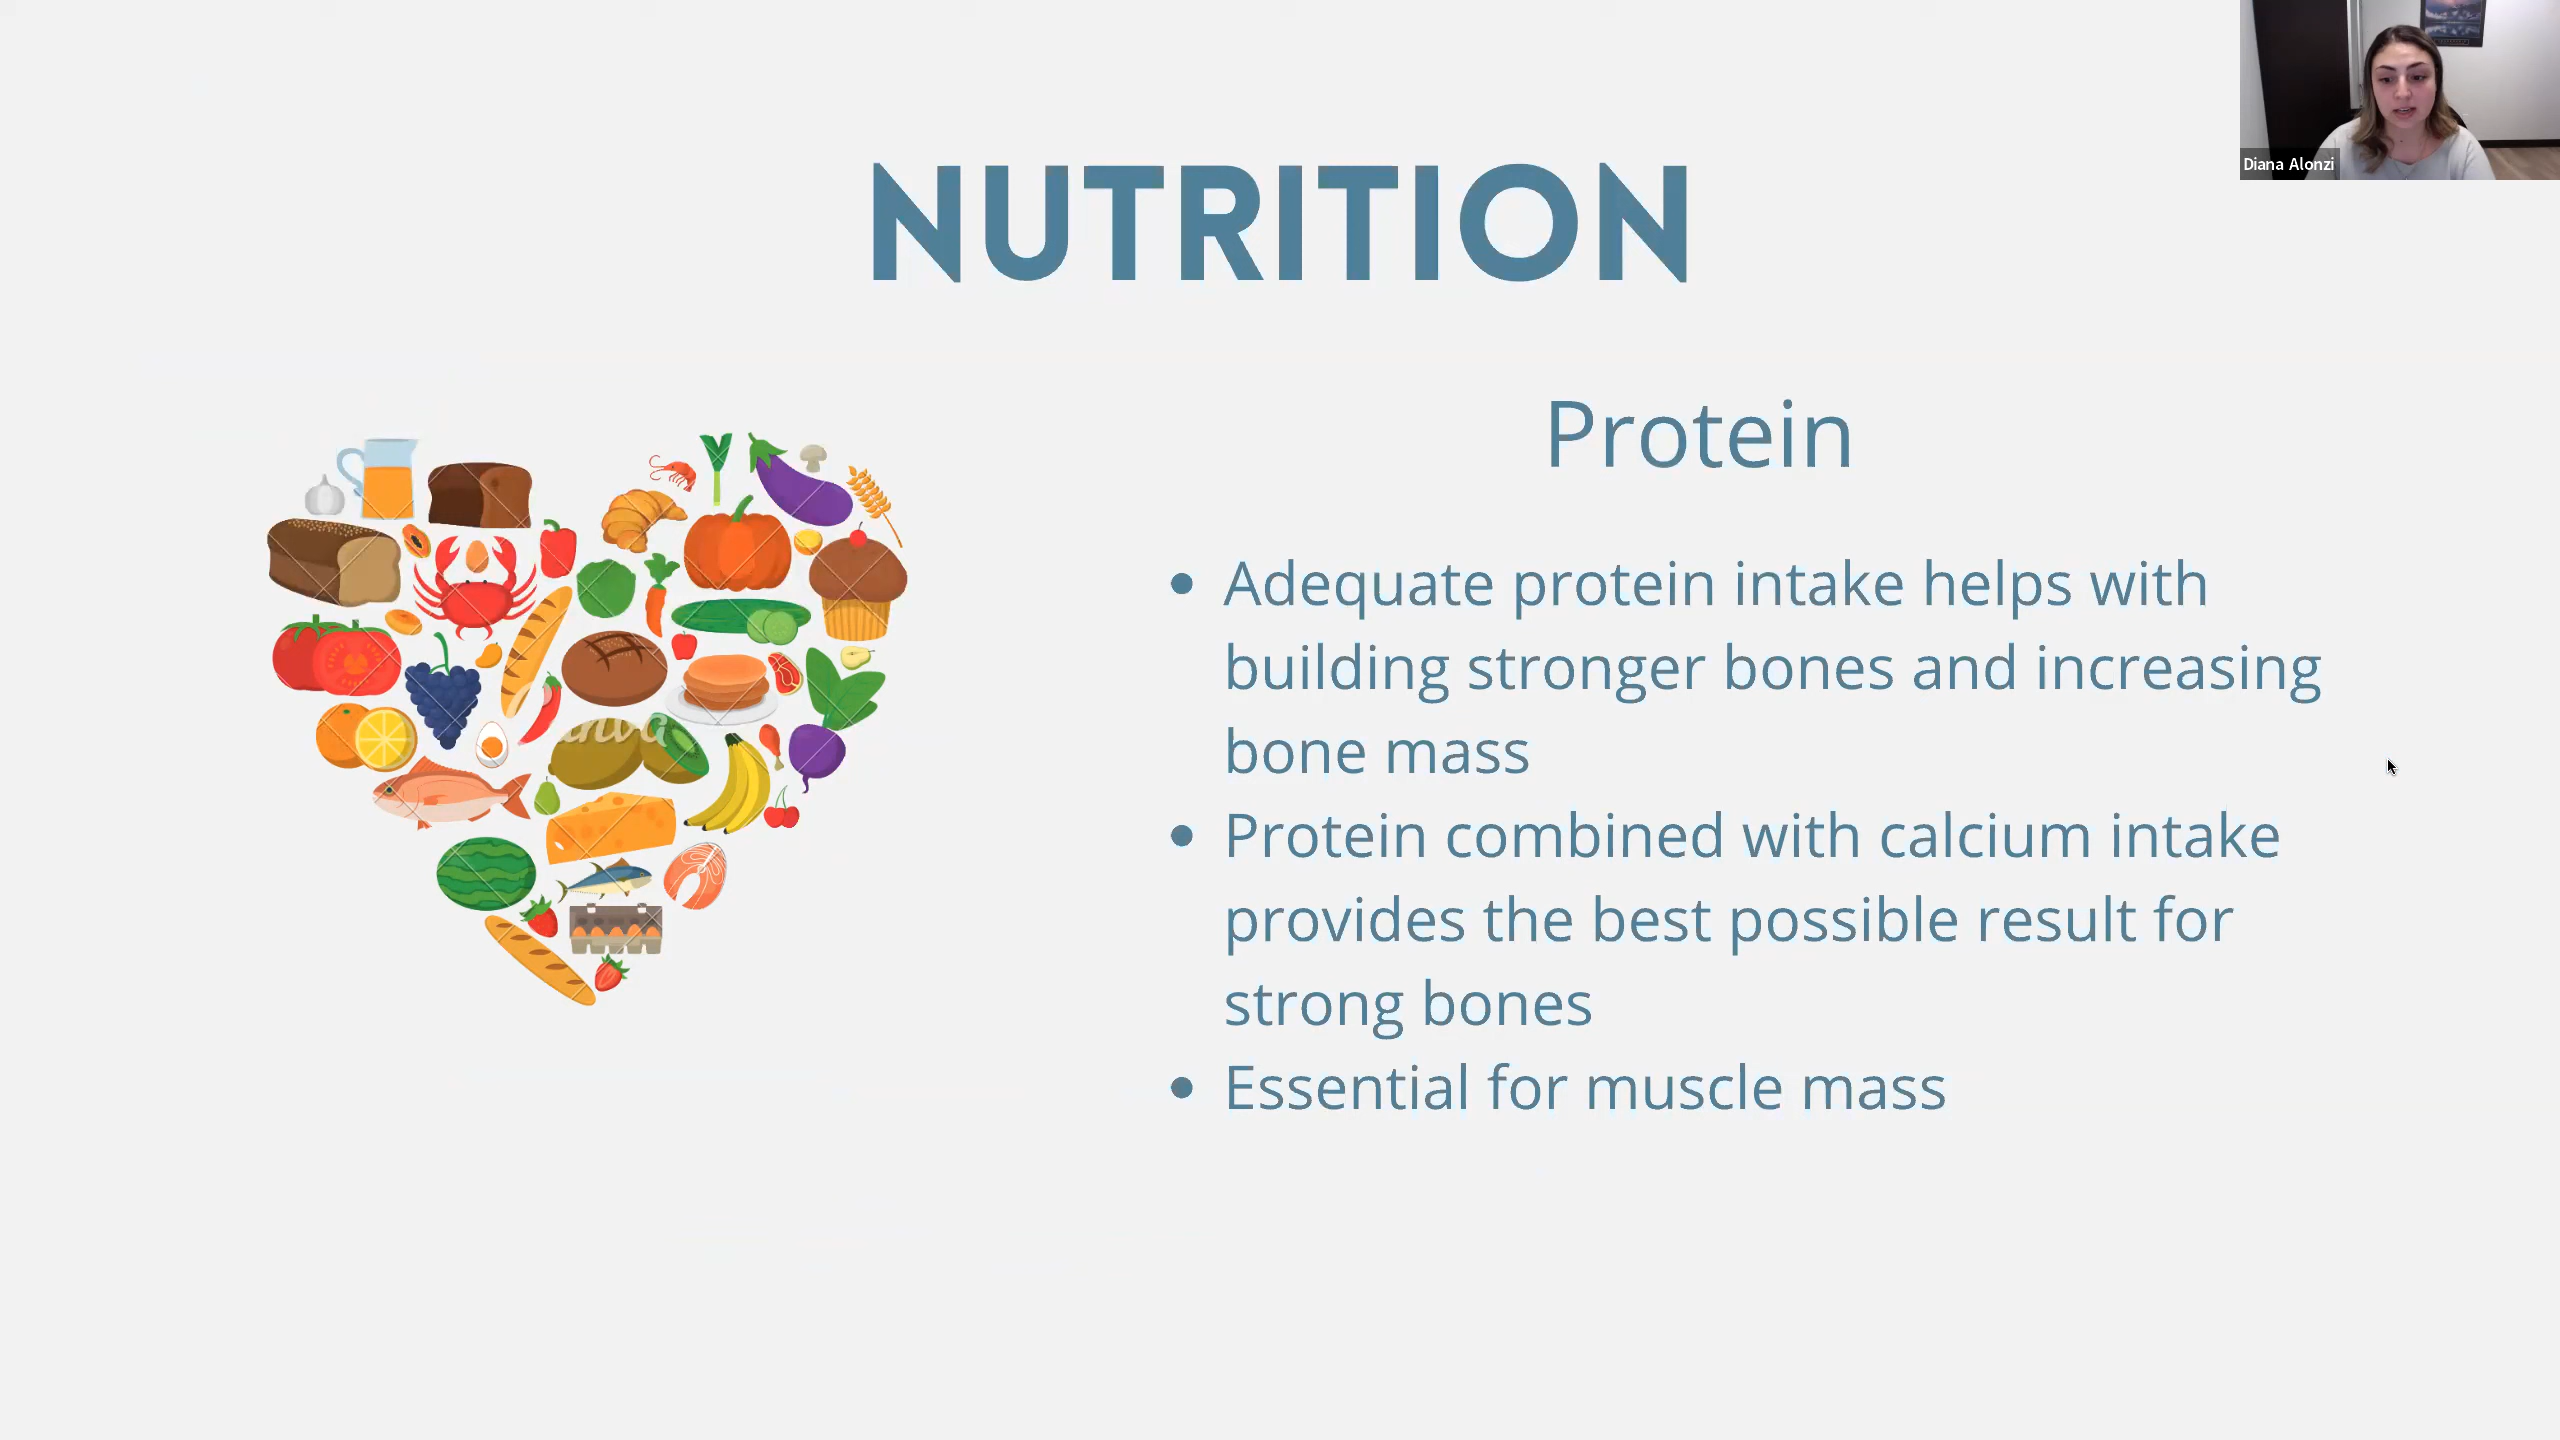 Diana Alonzi
NUTRITION
Protein
• Adequate protein intake helps with
building stronger bones and increasing
bone mass
• Protein combined with calcium intake
provides the best possible result for
strong bones
• Essential for muscle mass